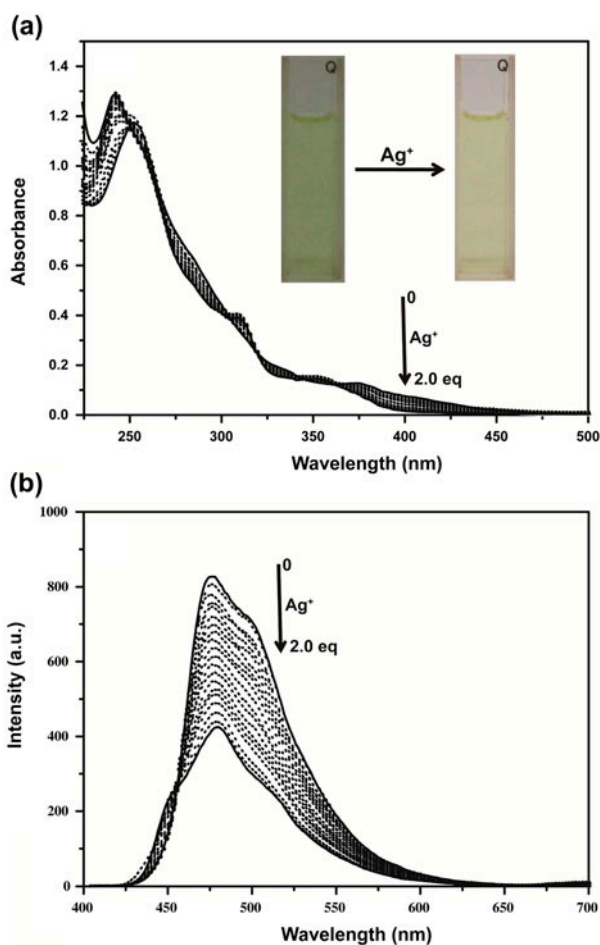 (a)
1.4
1.2
1.0
0.8
0.6
0.4
0.2
0.0
Absorbance
Q
Q
Ag⁺
0
Ag⁺
2.0 eq
250
300
350
400
450
500
Wavelength (nm)
(b)
1000
800
600
400
200
0
Intensity (a.u.)
0
Ag⁺
2.0 eq
400
450
500
550
600
650
700
Wavelength (nm)